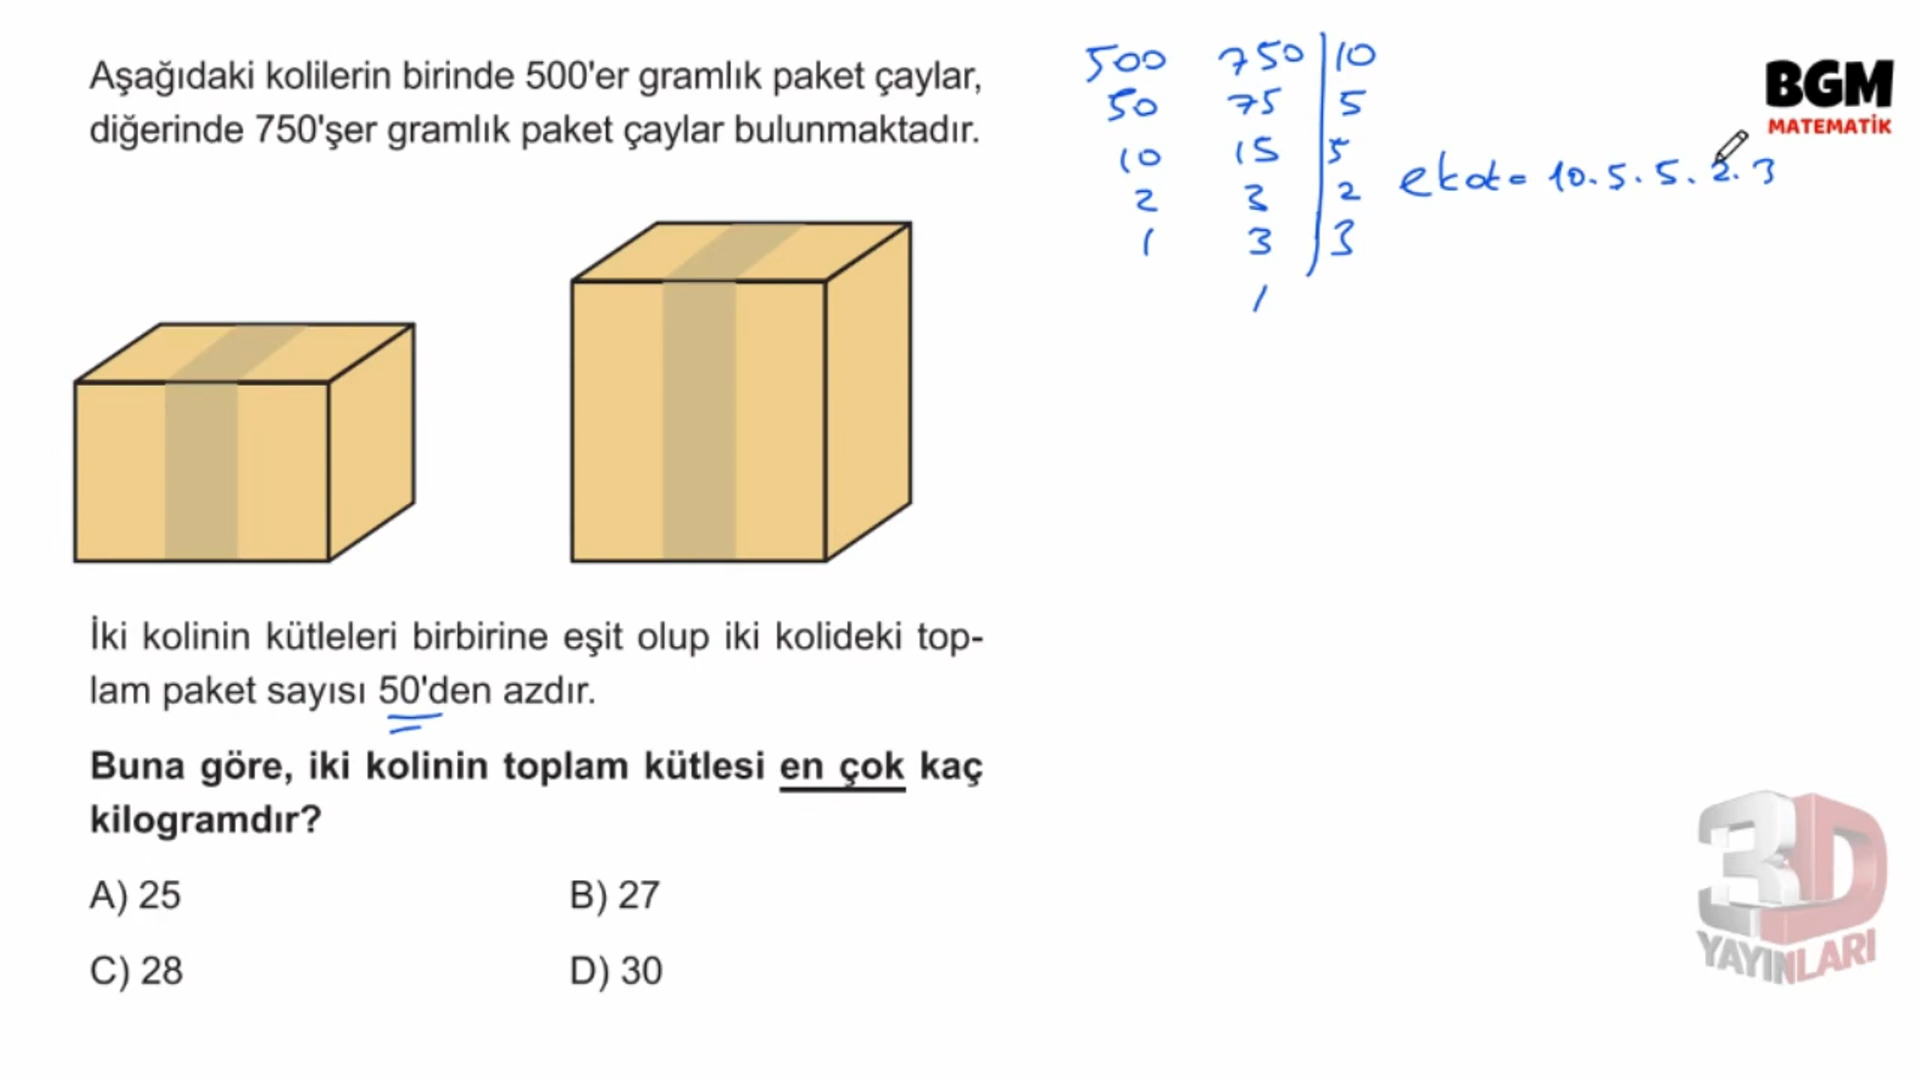 Aşağıdaki kolilerin birinde 500'er gramlık paket çaylar,
diğerinde 750'şer gramlık paket çaylar bulunmaktadır.
500 750 10
50 75 5
10 15 5
2 3 2
1 3 3
1
ekok= 10.5.5.2.3
BGM
MATEMATİK
İki kolinin kütleleri birbirine eşit olup iki kolideki top-
lam paket sayısı 50'den azdır.
Buna göre, iki kolinin toplam kütlesi en çok kaç
kilogramdır?
A) 25 B) 27
C) 28 D) 30
3D
YAYINLARI